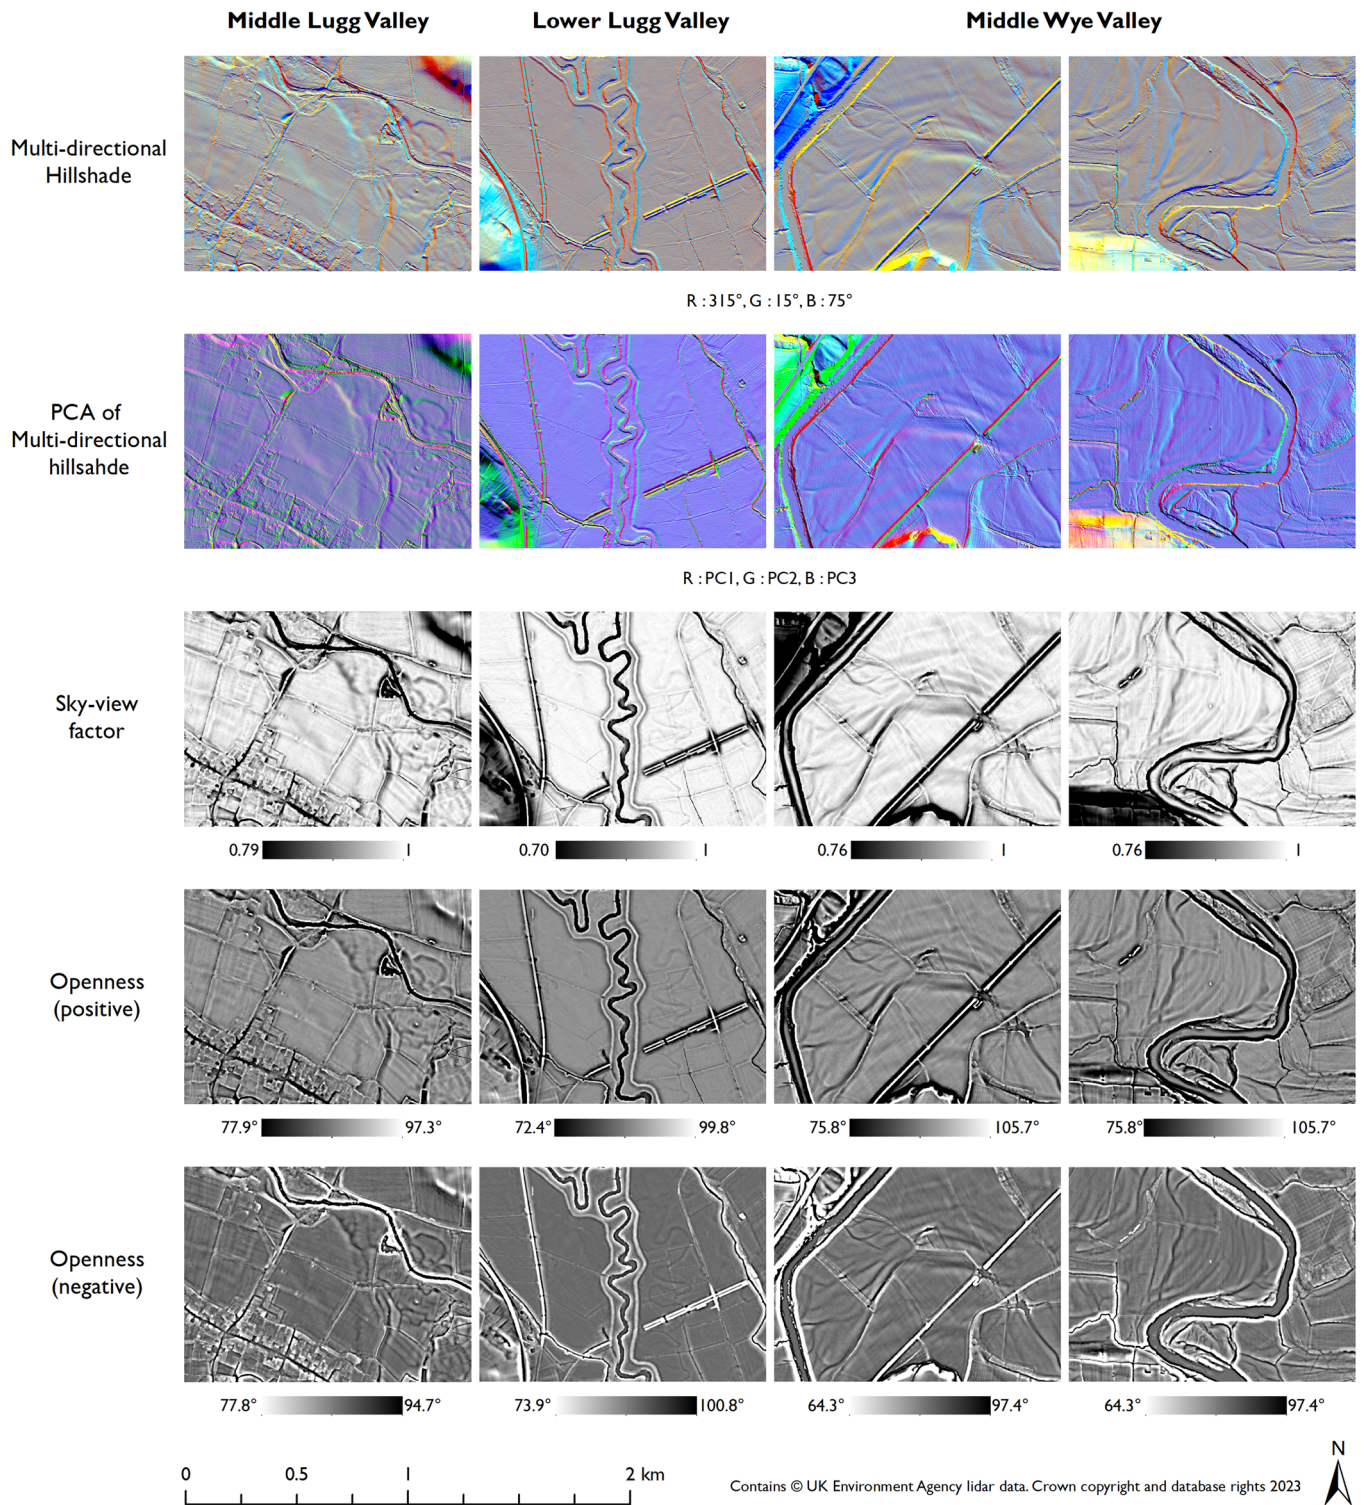 Middle Lugg Valley
Lower Lugg Valley
Middle Wye Valley
Multi-directional
Hillshade
R : 315°, G : 15°, B : 75°
PCA of
Multi-directional
hillsahde
R : PC1, G : PC2, B : PC3
Sky-view
factor
0.79 1
0.70 1
0.76 1
0.76 1
Openness
(positive)
77.9° 97.3°
72.4° 99.8°
75.8° 105.7°
75.8° 105.7°
Openness
(negative)
77.8° 94.7°
73.9° 100.8°
64.3° 97.4°
64.3° 97.4°
0 0.5 1 2 km
Contains © UK Environment Agency lidar data. Crown copyright and database rights 2023
N